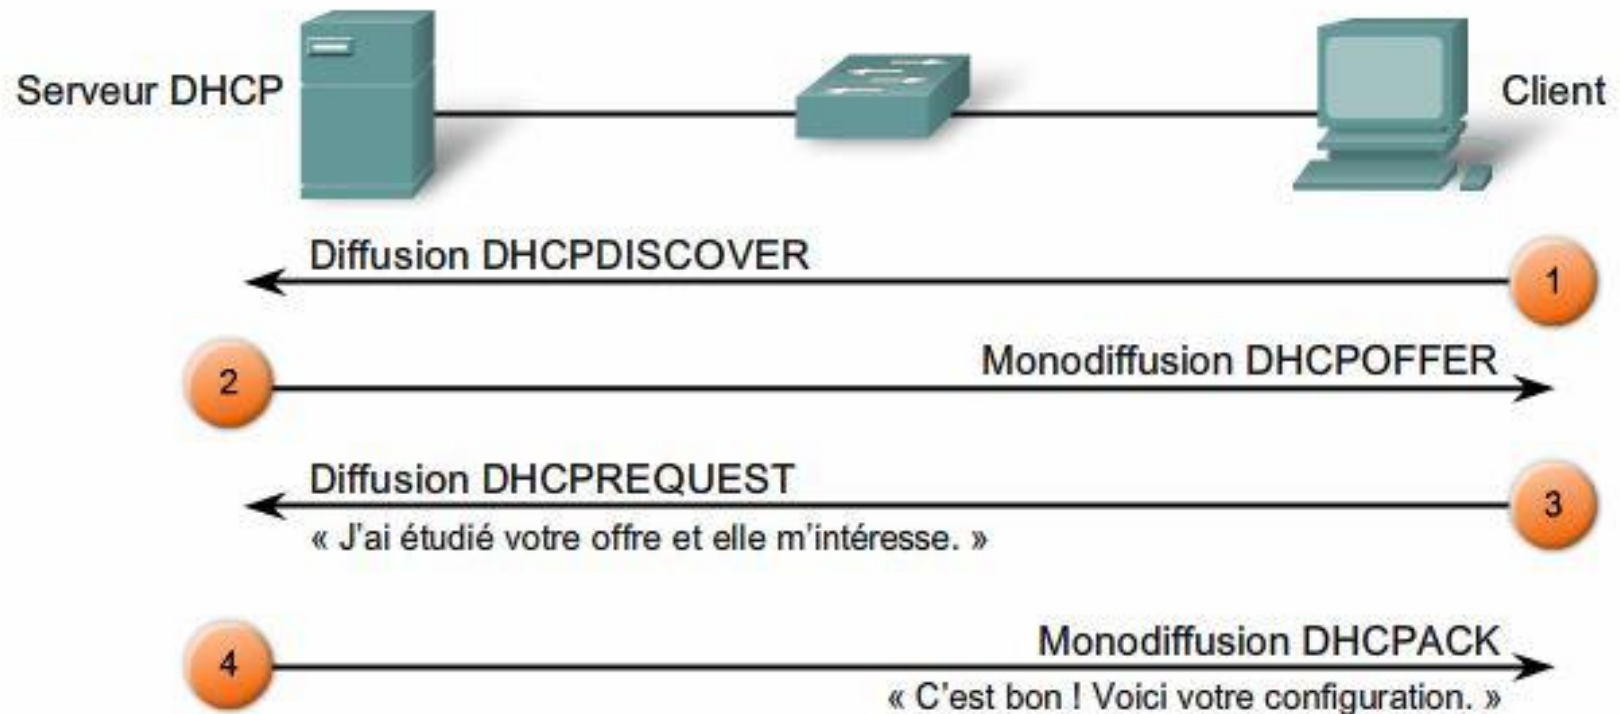 Serveur DHCP
Client
Diffusion DHCPDISCOVER
1
Monodiffusion DHCPOFFER
2
Diffusion DHCPREQUEST
3
« J'ai étudié votre offre et elle m'intéresse. »
Monodiffusion DHCPACK
4
« C'est bon ! Voici votre configuration. »